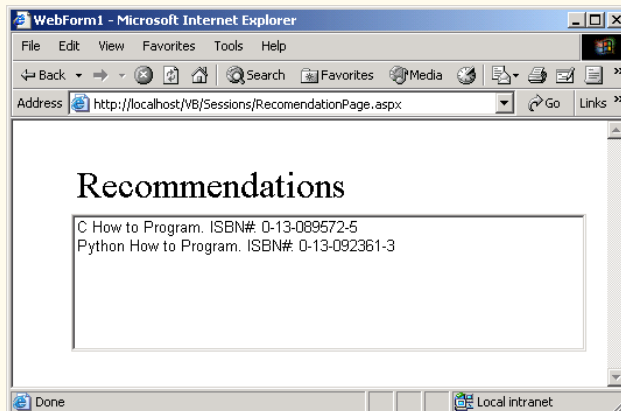 WebForm1 - Microsoft Internet Explorer
File Edit View Favorites Tools Help
Back Search Favorites Media »
Address http://localhost/VB/Sessions/RecomendationPage.aspx Go Links »
Recommendations
C How to Program. ISBN#: 0-13-089572-5
Python How to Program. ISBN#: 0-13-092361-3
Done Local intranet